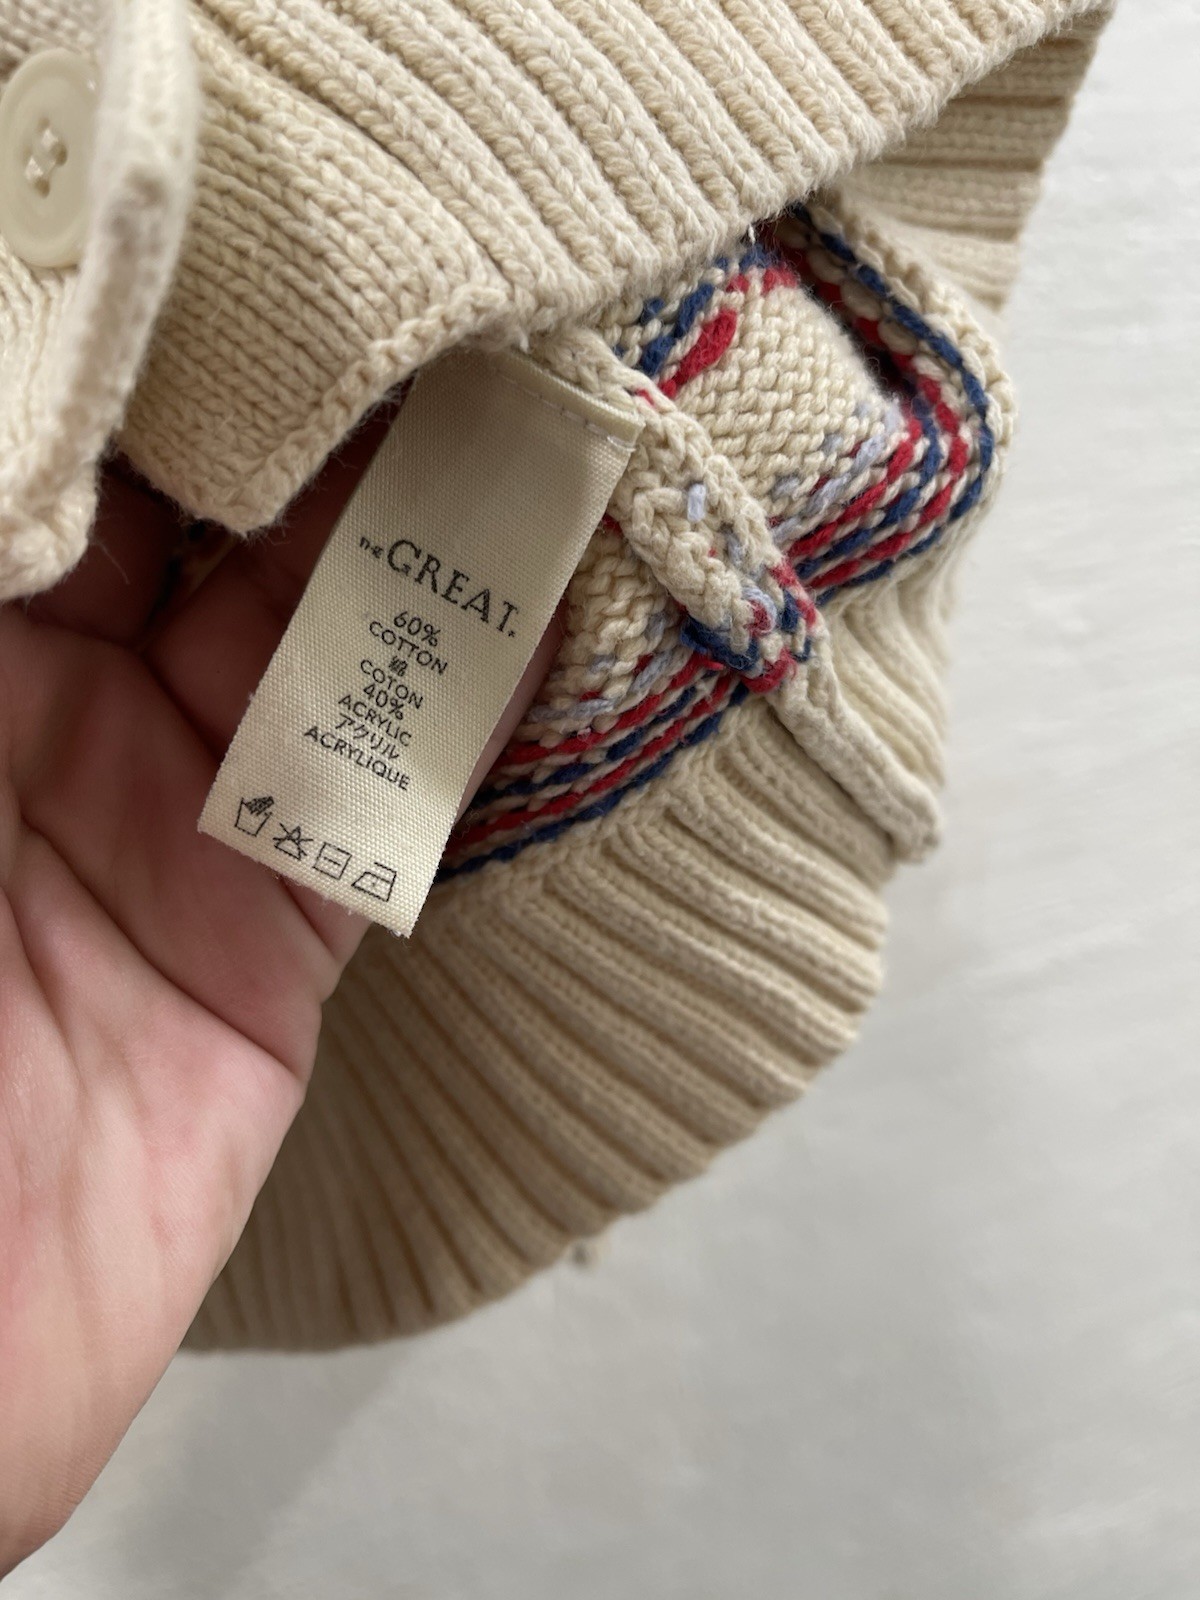 THE GREAT.
60%
COTTON
綿
COTON
40%
ACRYLIC
アクリル
ACRYLIQUE